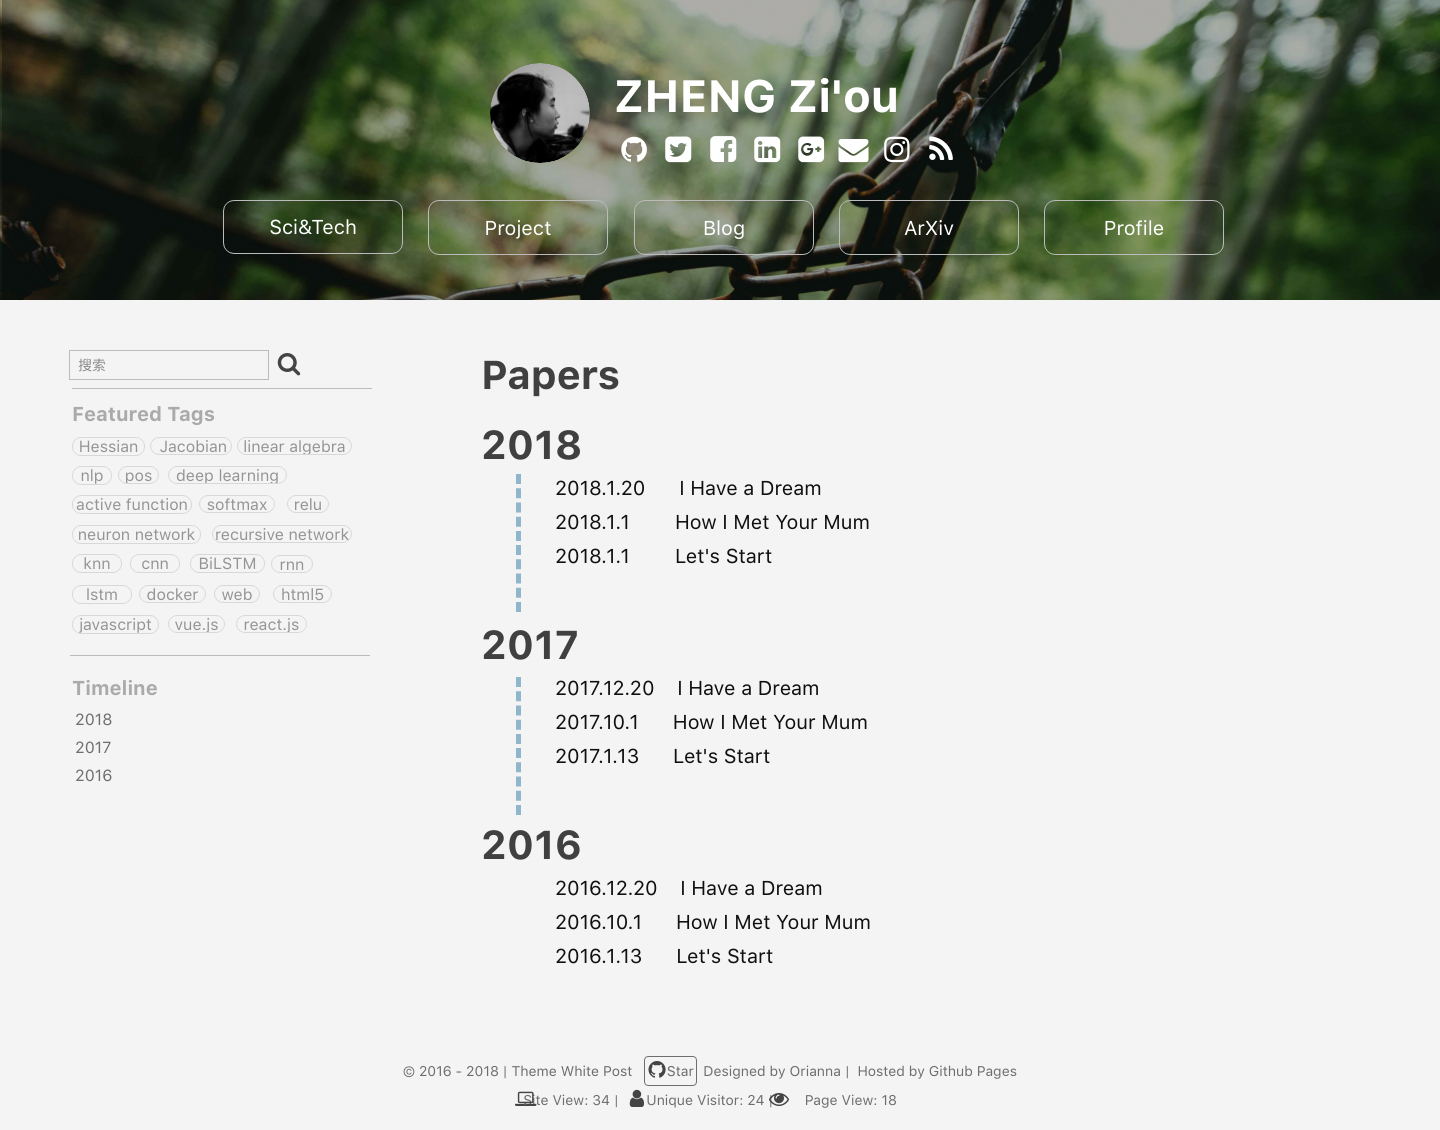 ZHENG Zi'ou
Sci&Tech Project Blog ArXiv Profile
搜索
Featured Tags
Hessian Jacobian linear algebra
nlp pos deep learning
active function softmax relu
neuron network recursive network
knn cnn BiLSTM rnn
lstm docker web html5
javascript vue.js react.js
Timeline
2018
2017
2016
Papers
2018
2018.1.20 I Have a Dream
2018.1.1 How I Met Your Mum
2018.1.1 Let's Start
2017
2017.12.20 I Have a Dream
2017.10.1 How I Met Your Mum
2017.1.13 Let's Start
2016
2016.12.20 I Have a Dream
2016.10.1 How I Met Your Mum
2016.1.13 Let's Start
© 2016 - 2018 | Theme White Post Star Designed by Orianna | Hosted by Github Pages
Site View: 34 | Unique Visitor: 24 | Page View: 18